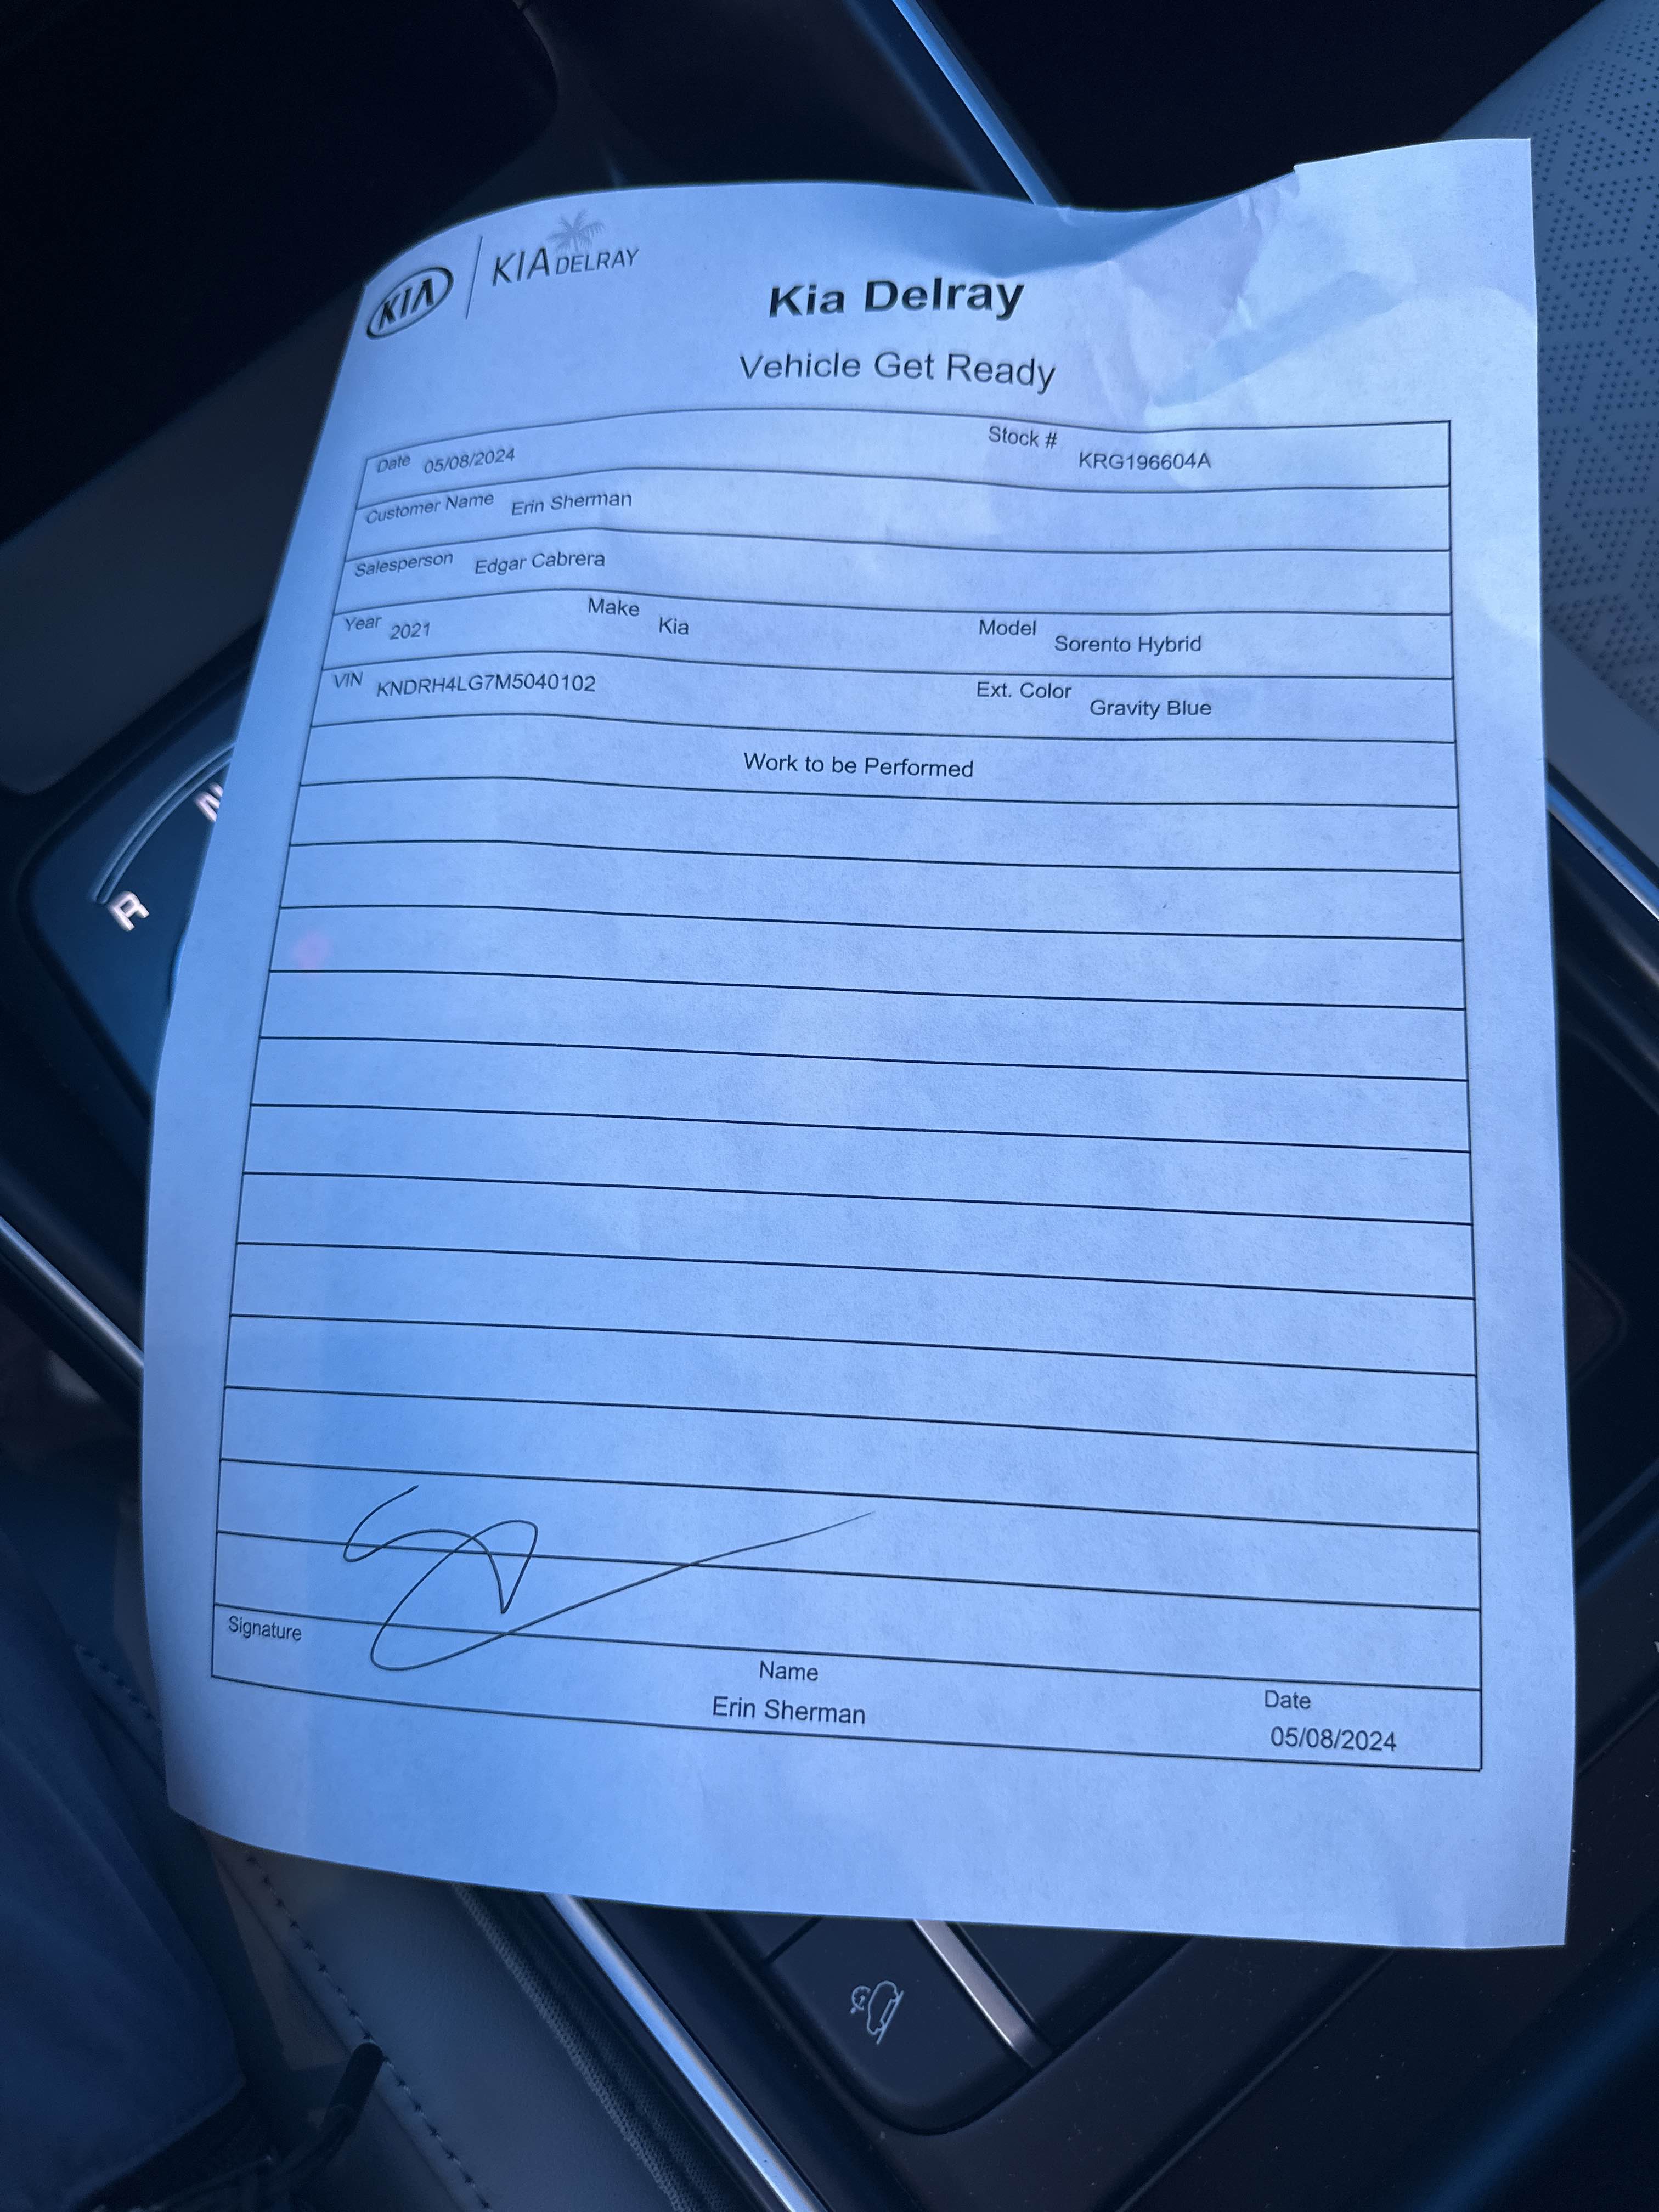 KIA | KIA DELRAY
Kia Delray
Vehicle Get Ready
Date 05/08/2024 Stock # KRG196604A
Customer Name Erin Sherman
Salesperson Edgar Cabrera
Year 2021 Make Kia Model Sorento Hybrid
VIN KNDRH4LG7M5040102 Ext. Color Gravity Blue
Work to be Performed
N
R
Signature Name Date
Erin Sherman 05/08/2024